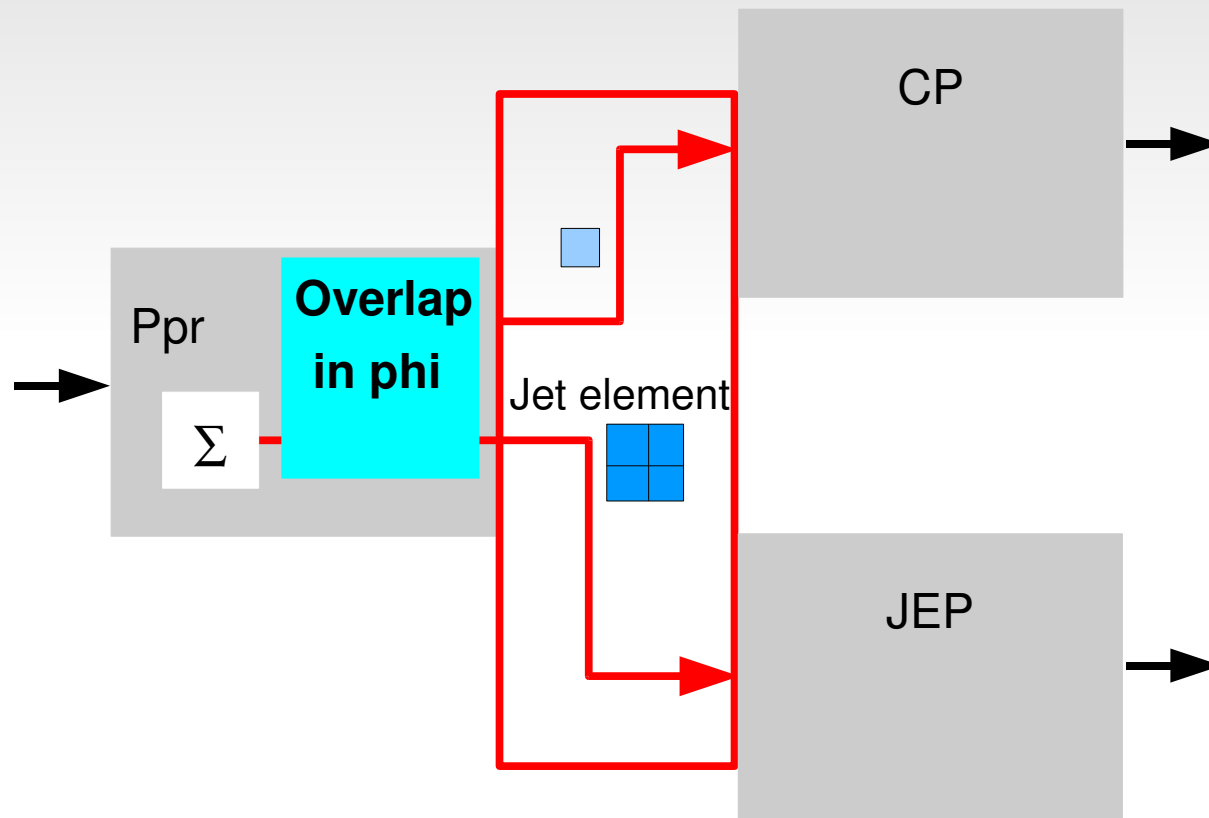 CP
Overlap
in phi
Ppr
Jet element
Σ
JEP